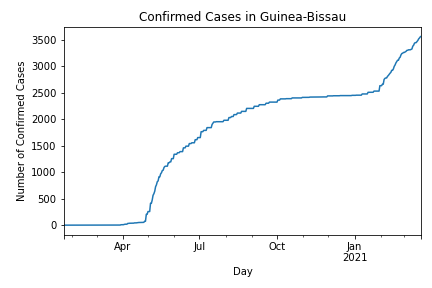 Confirmed Cases in Guinea-Bissau
Number of Confirmed Cases
3500
3000
2500
2000
1500
1000
500
0
Apr
Jul
Oct
Jan
2021
Day